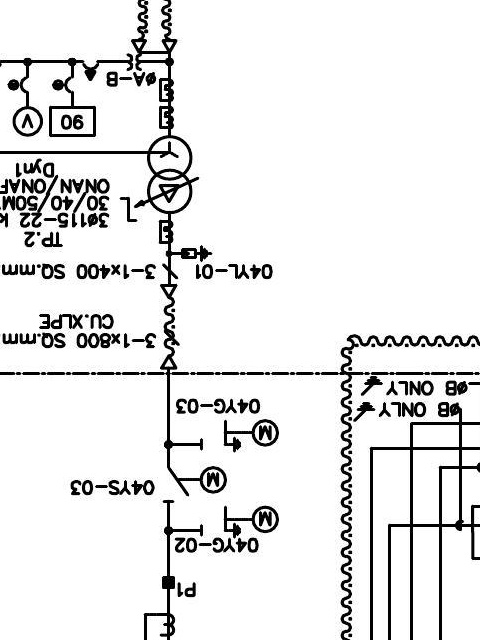 P1
04YG-02
M
04YS-03
M
04YG-03
M
øB ONLY
øB ONLY
3-1x800 SQ.mm.
CU.XLPE
04YL-01
3-1x400 SQ.mm.
TP.2
3ø115-22
30/40/50M
ONAN/ONAF
Dyn1
90
V
øA-B